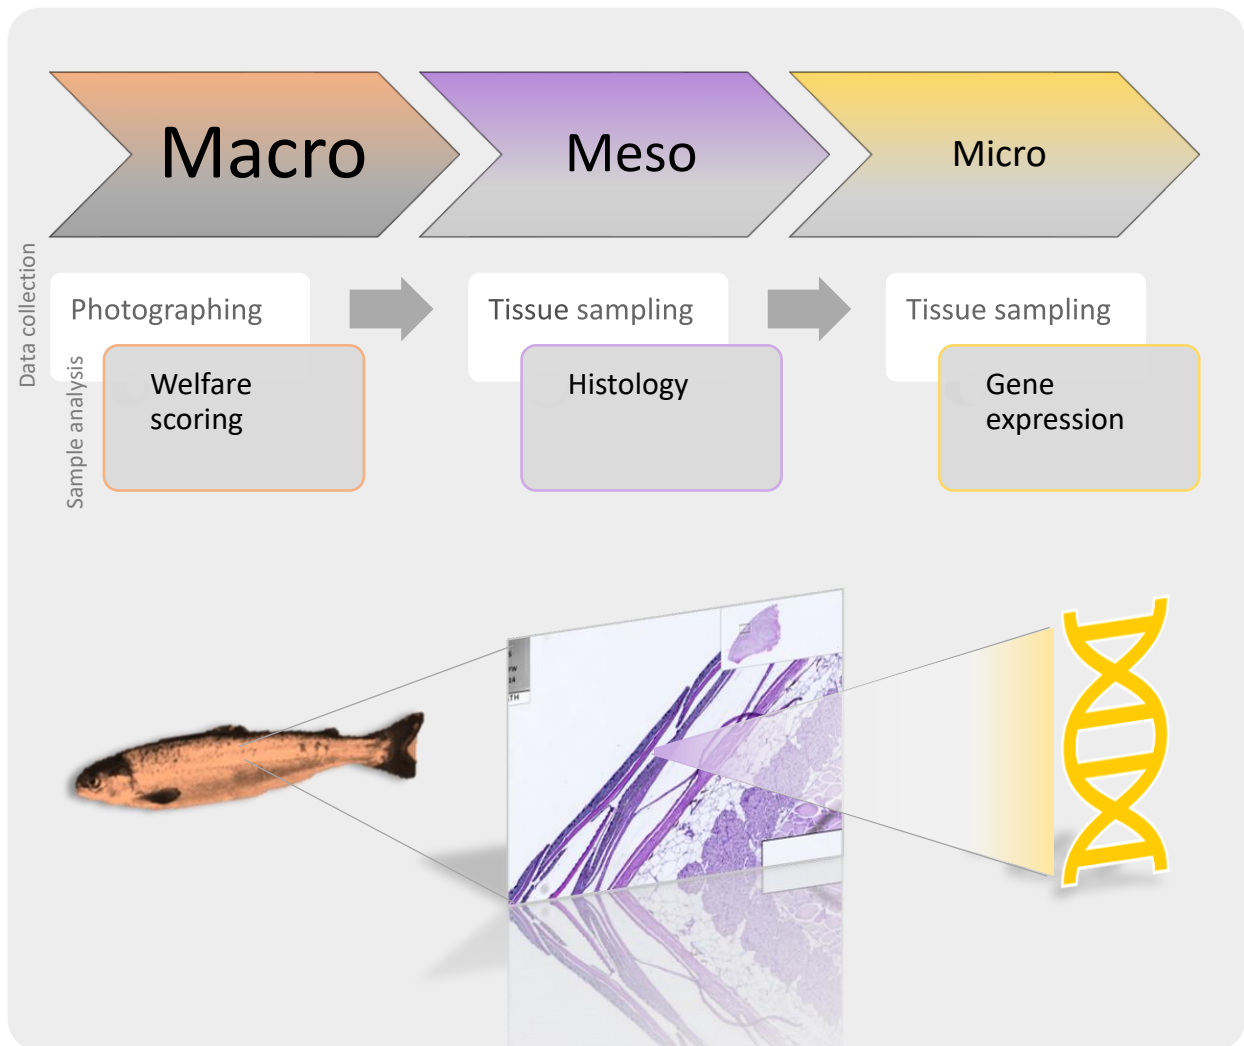 Macro
Meso
Micro
Data collection
Photographing
Tissue sampling
Tissue sampling
Sample analysis
Welfare
scoring
Histology
Gene
expression